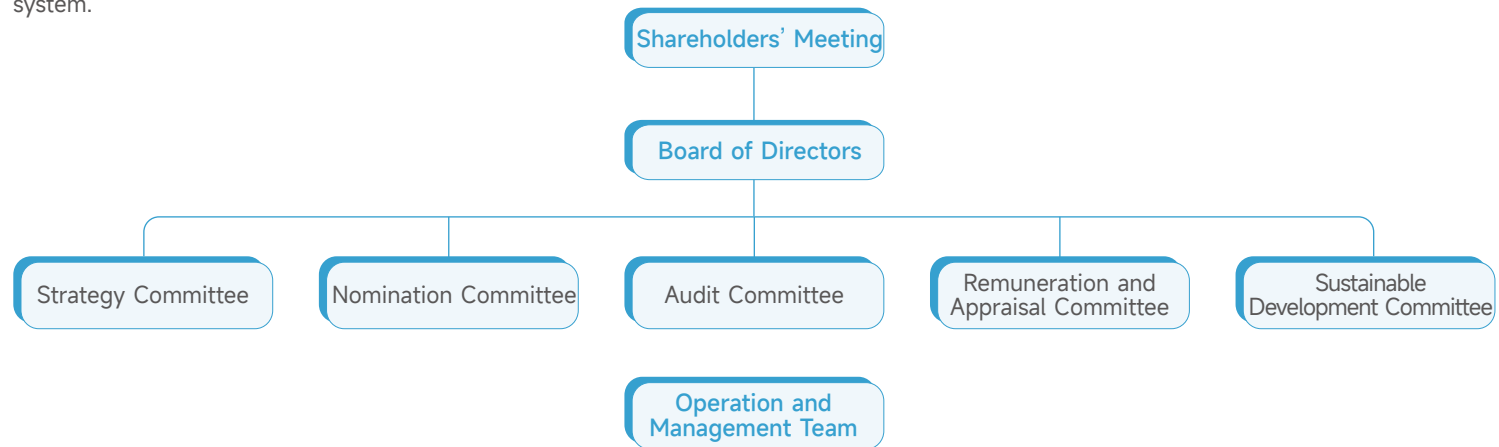 system.
Shareholders’ Meeting
Board of Directors
Strategy Committee
Nomination Committee
Audit Committee
Remuneration and
Appraisal Committee
Sustainable
Development Committee
Operation and
Management Team